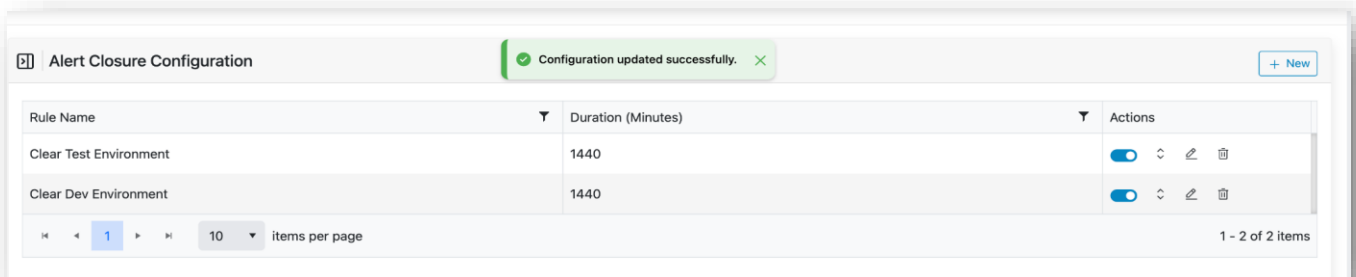 Alert Closure Configuration
Configuration updated successfully.
+ New
Rule Name
Duration (Minutes)
Actions
Clear Test Environment
1440
Clear Dev Environment
1440
1
10
items per page
1 - 2 of 2 items